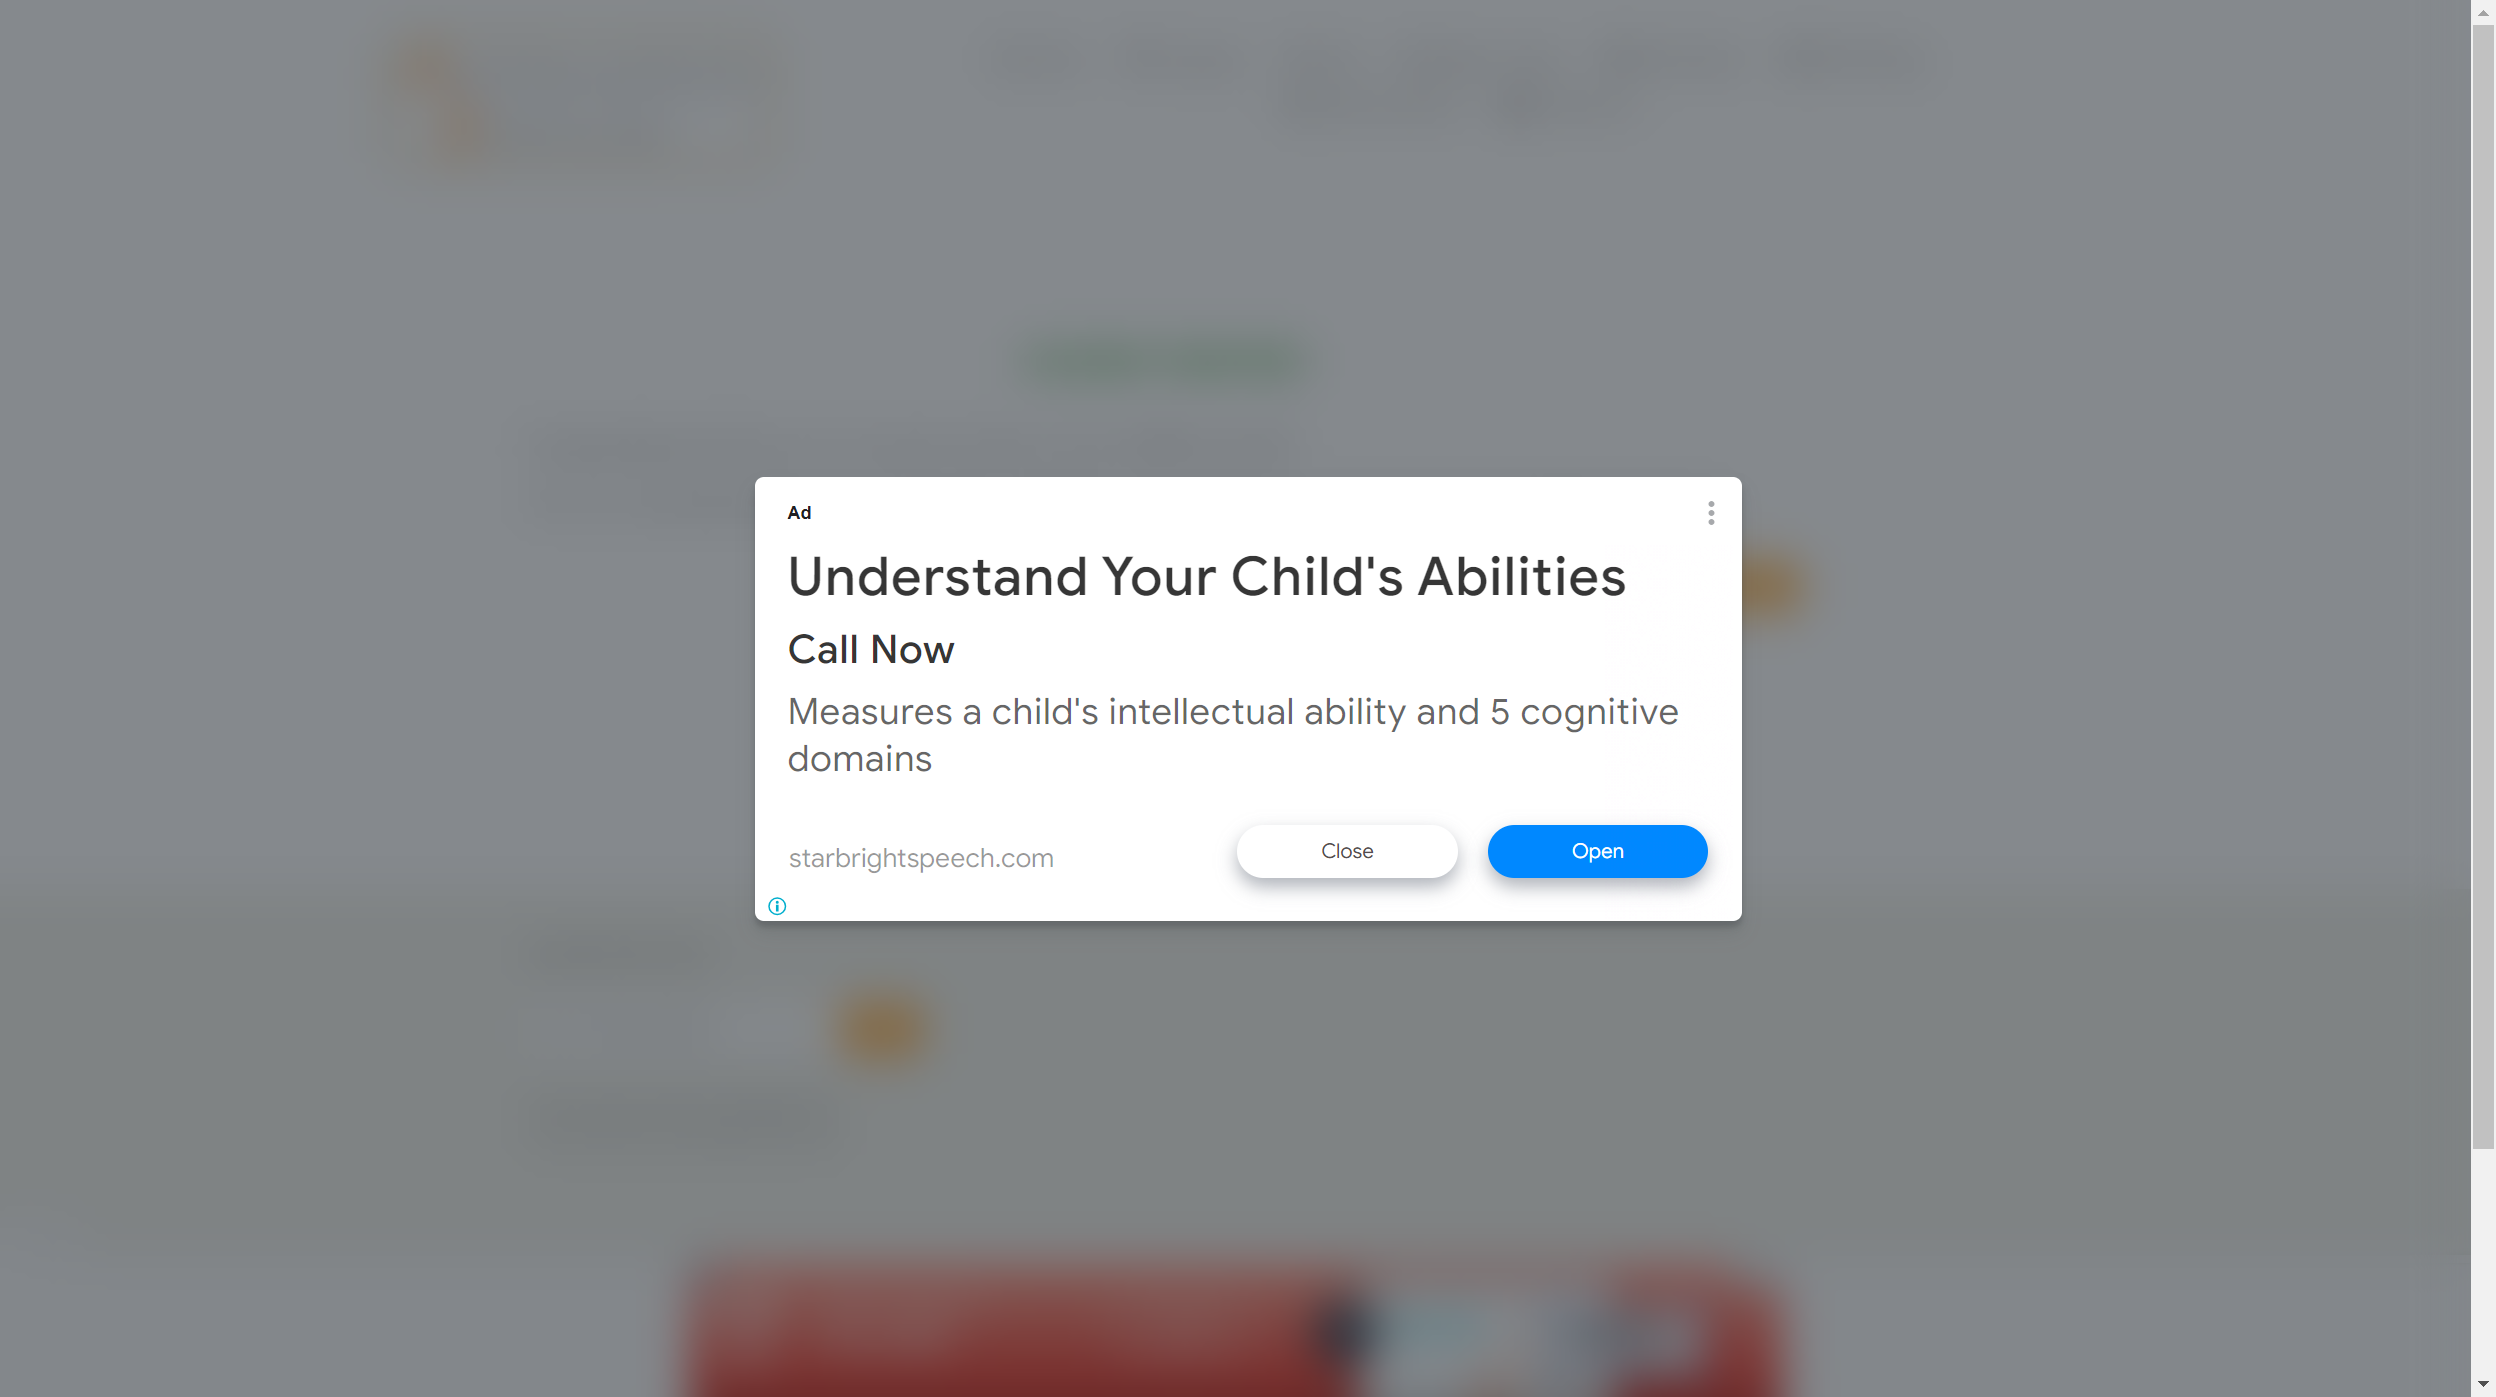 Ad
Understand Your Child's Abilities
Call Now
Measures a child's intellectual ability and 5 cognitive
domains
starbrightspeech.com
Close
Open